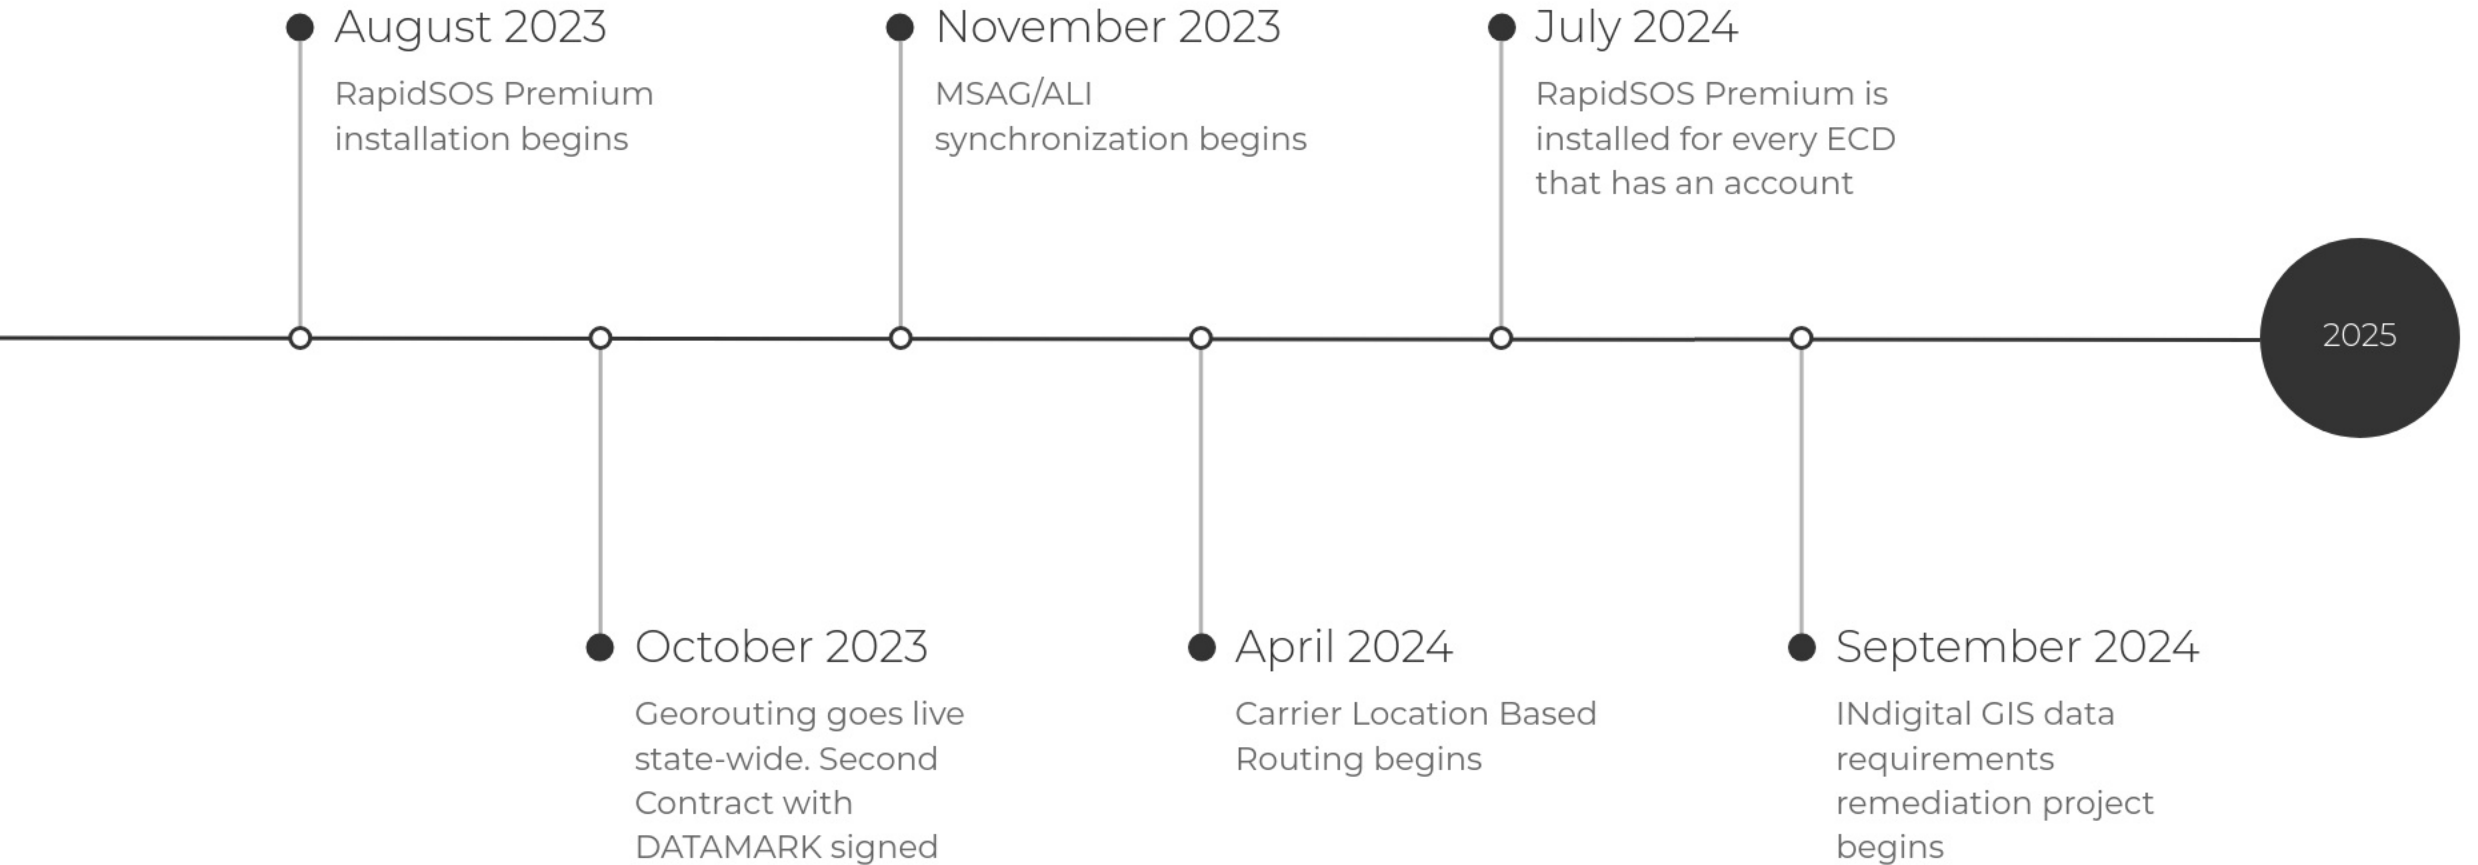 August 2023
RapidSOS Premium
installation begins
November 2023
MSAG/ALI
synchronization begins
July 2024
RapidSOS Premium is
installed for every ECD
that has an account
2025
October 2023
Georouting goes live
state-wide. Second
Contract with
DATAMARK signed
April 2024
Carrier Location Based
Routing begins
September 2024
INdigital GIS data
requirements
remediation project
begins